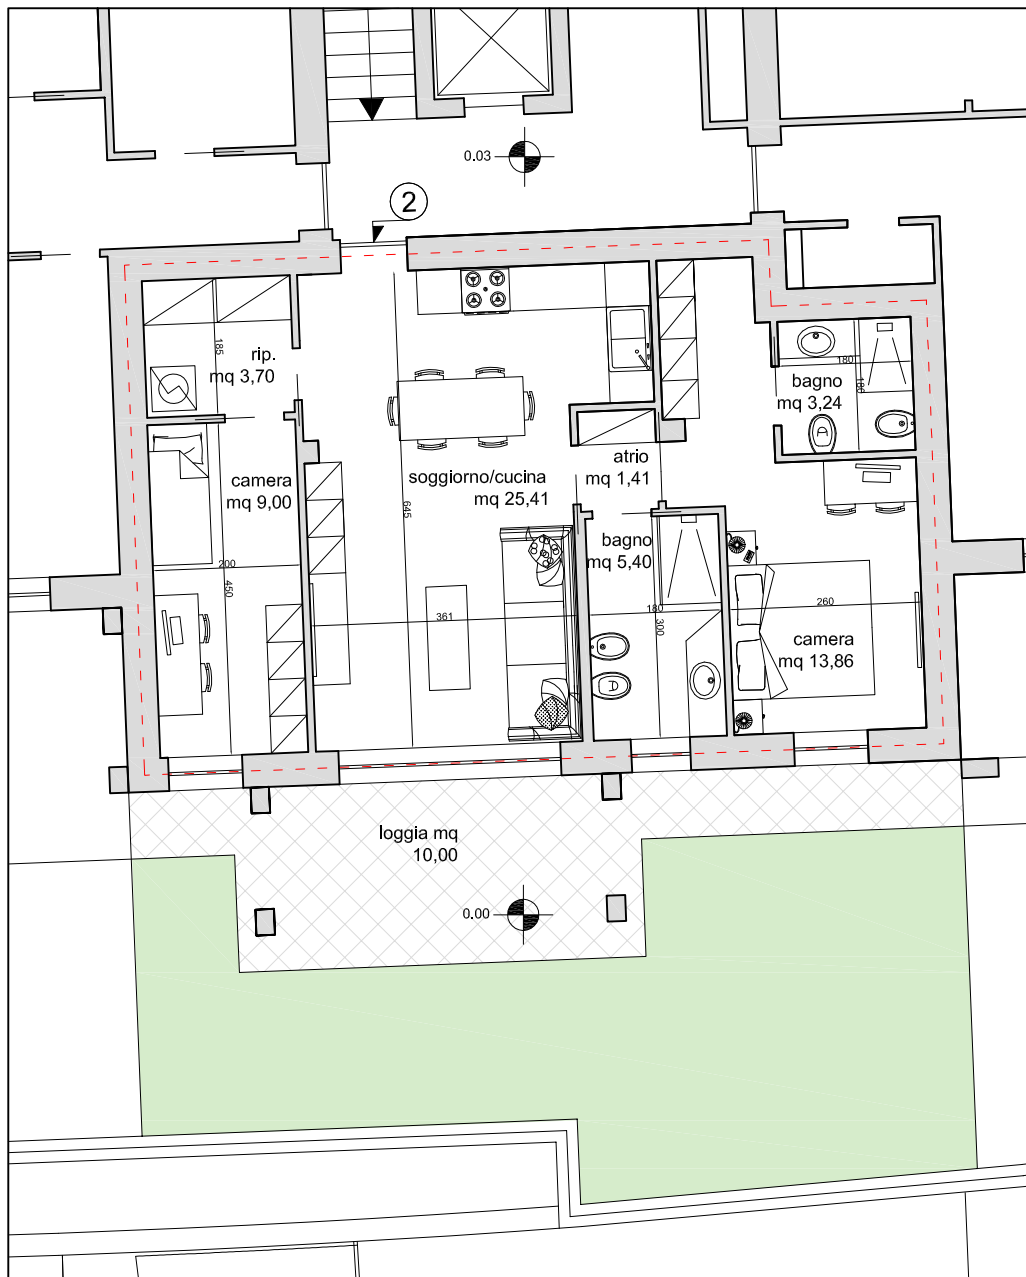 0.03
2
185
rip.
mq 3,70
180
180
bagno
mq 3,24
camera
mq 9,00
soggiorno/cucina
mq 25,41
atrio
mq 1,41
645
bagno
mq 5,40
200
450
361
180
300
260
camera
mq 13,86
loggia mq
10,00
0.00